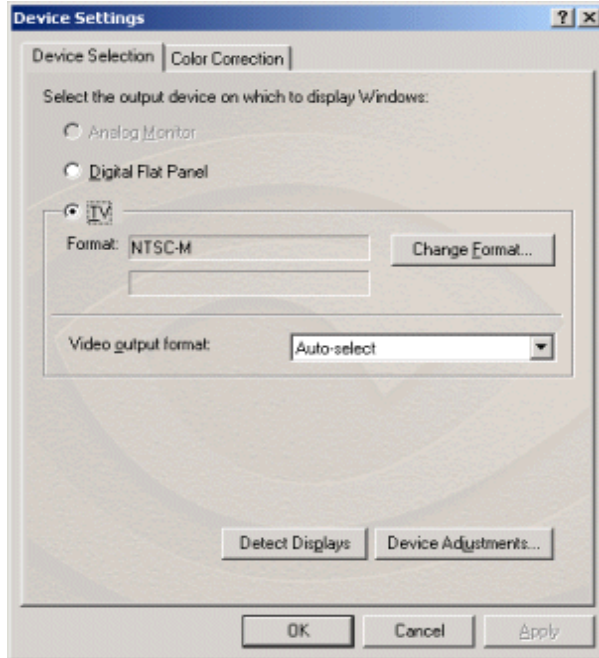 Device Settings
Device Selection Color Correction
Select the output device on which to display Windows:
Analog Monitor
Digital Flat Panel
TV
Format: NTSC-M Change Format...
Video output format: Auto-select
Detect Displays Device Adjustments...
OK Cancel Apply